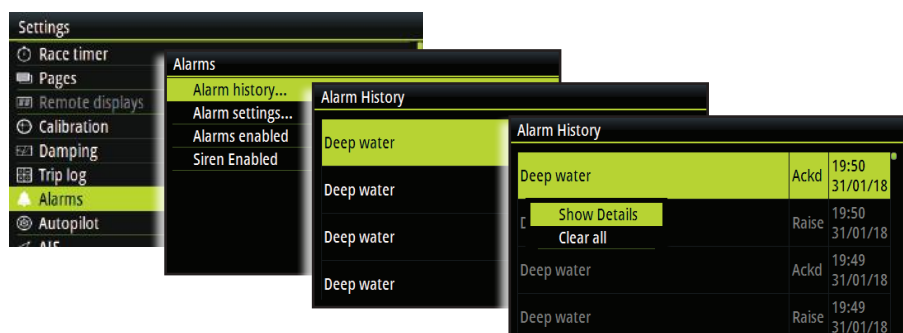 Settings
Race timer
Pages
Remote displays
Calibration
Damping
Trip log
Alarms
Autopilot
AIS
Alarms
Alarm history...
Alarm settings...
Alarms enabled
Siren Enabled
Alarm History
Deep water
Deep water
Deep water
Deep water
Alarm History
Deep water Ackd 19:50
31/01/18
Show Details
Clear all
Raise 19:50
31/01/18
Deep water Ackd 19:49
31/01/18
Deep water Raise 19:49
31/01/18